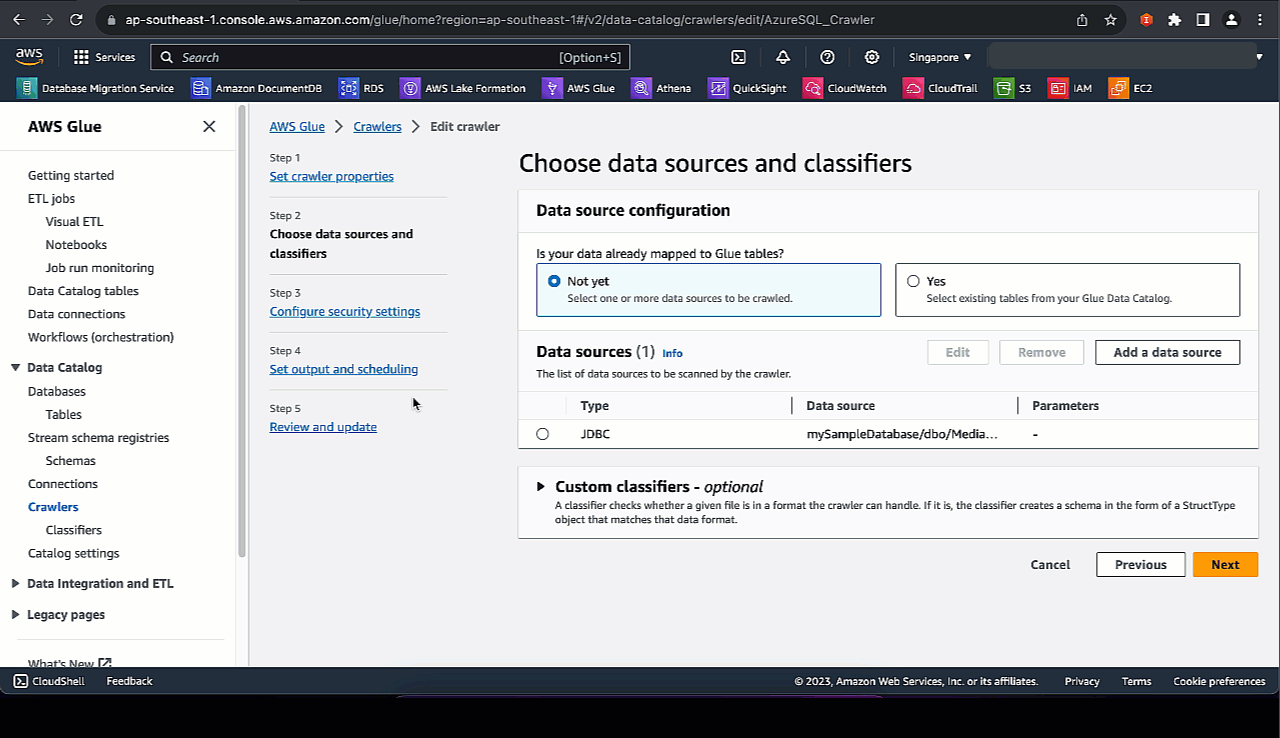 ap-southeast-1.console.aws.amazon.com/glue/home?region=ap-southeast-1#/v2/data-catalog/crawlers/edit/AzureSQL_Crawler
aws
Services
Search
[Option+S]
Singapore
Database Migration Service
Amazon DocumentDB
RDS
AWS Lake Formation
AWS Glue
Athena
QuickSight
CloudWatch
CloudTrail
S3
IAM
EC2
AWS Glue
Getting started
ETL jobs
Visual ETL
Notebooks
Job run monitoring
Data Catalog tables
Data connections
Workflows (orchestration)
Data Catalog
Databases
Tables
Stream schema registries
Schemas
Connections
Crawlers
Classifiers
Catalog settings
Data Integration and ETL
Legacy pages
What's New
AWS Glue > Crawlers > Edit crawler
Step 1
Set crawler properties
Step 2
Choose data sources and
classifiers
Step 3
Configure security settings
Step 4
Set output and scheduling
Step 5
Review and update
Choose data sources and classifiers
Data source configuration
Is your data already mapped to Glue tables?
Not yet
Select one or more data sources to be crawled.
Yes
Select existing tables from your Glue Data Catalog.
Data sources (1) Info
Edit
Remove
Add a data source
The list of data sources to be scanned by the crawler.
Type
Data source
Parameters
JDBC
mySampleDatabase/dbo/Media...
-
Custom classifiers - optional
A classifier checks whether a given file is in a format the crawler can handle. If it is, the classifier creates a schema in the form of a StructType
object that matches that data format.
Cancel
Previous
Next
CloudShell
Feedback
© 2023, Amazon Web Services, Inc. or its affiliates.
Privacy
Terms
Cookie preferences